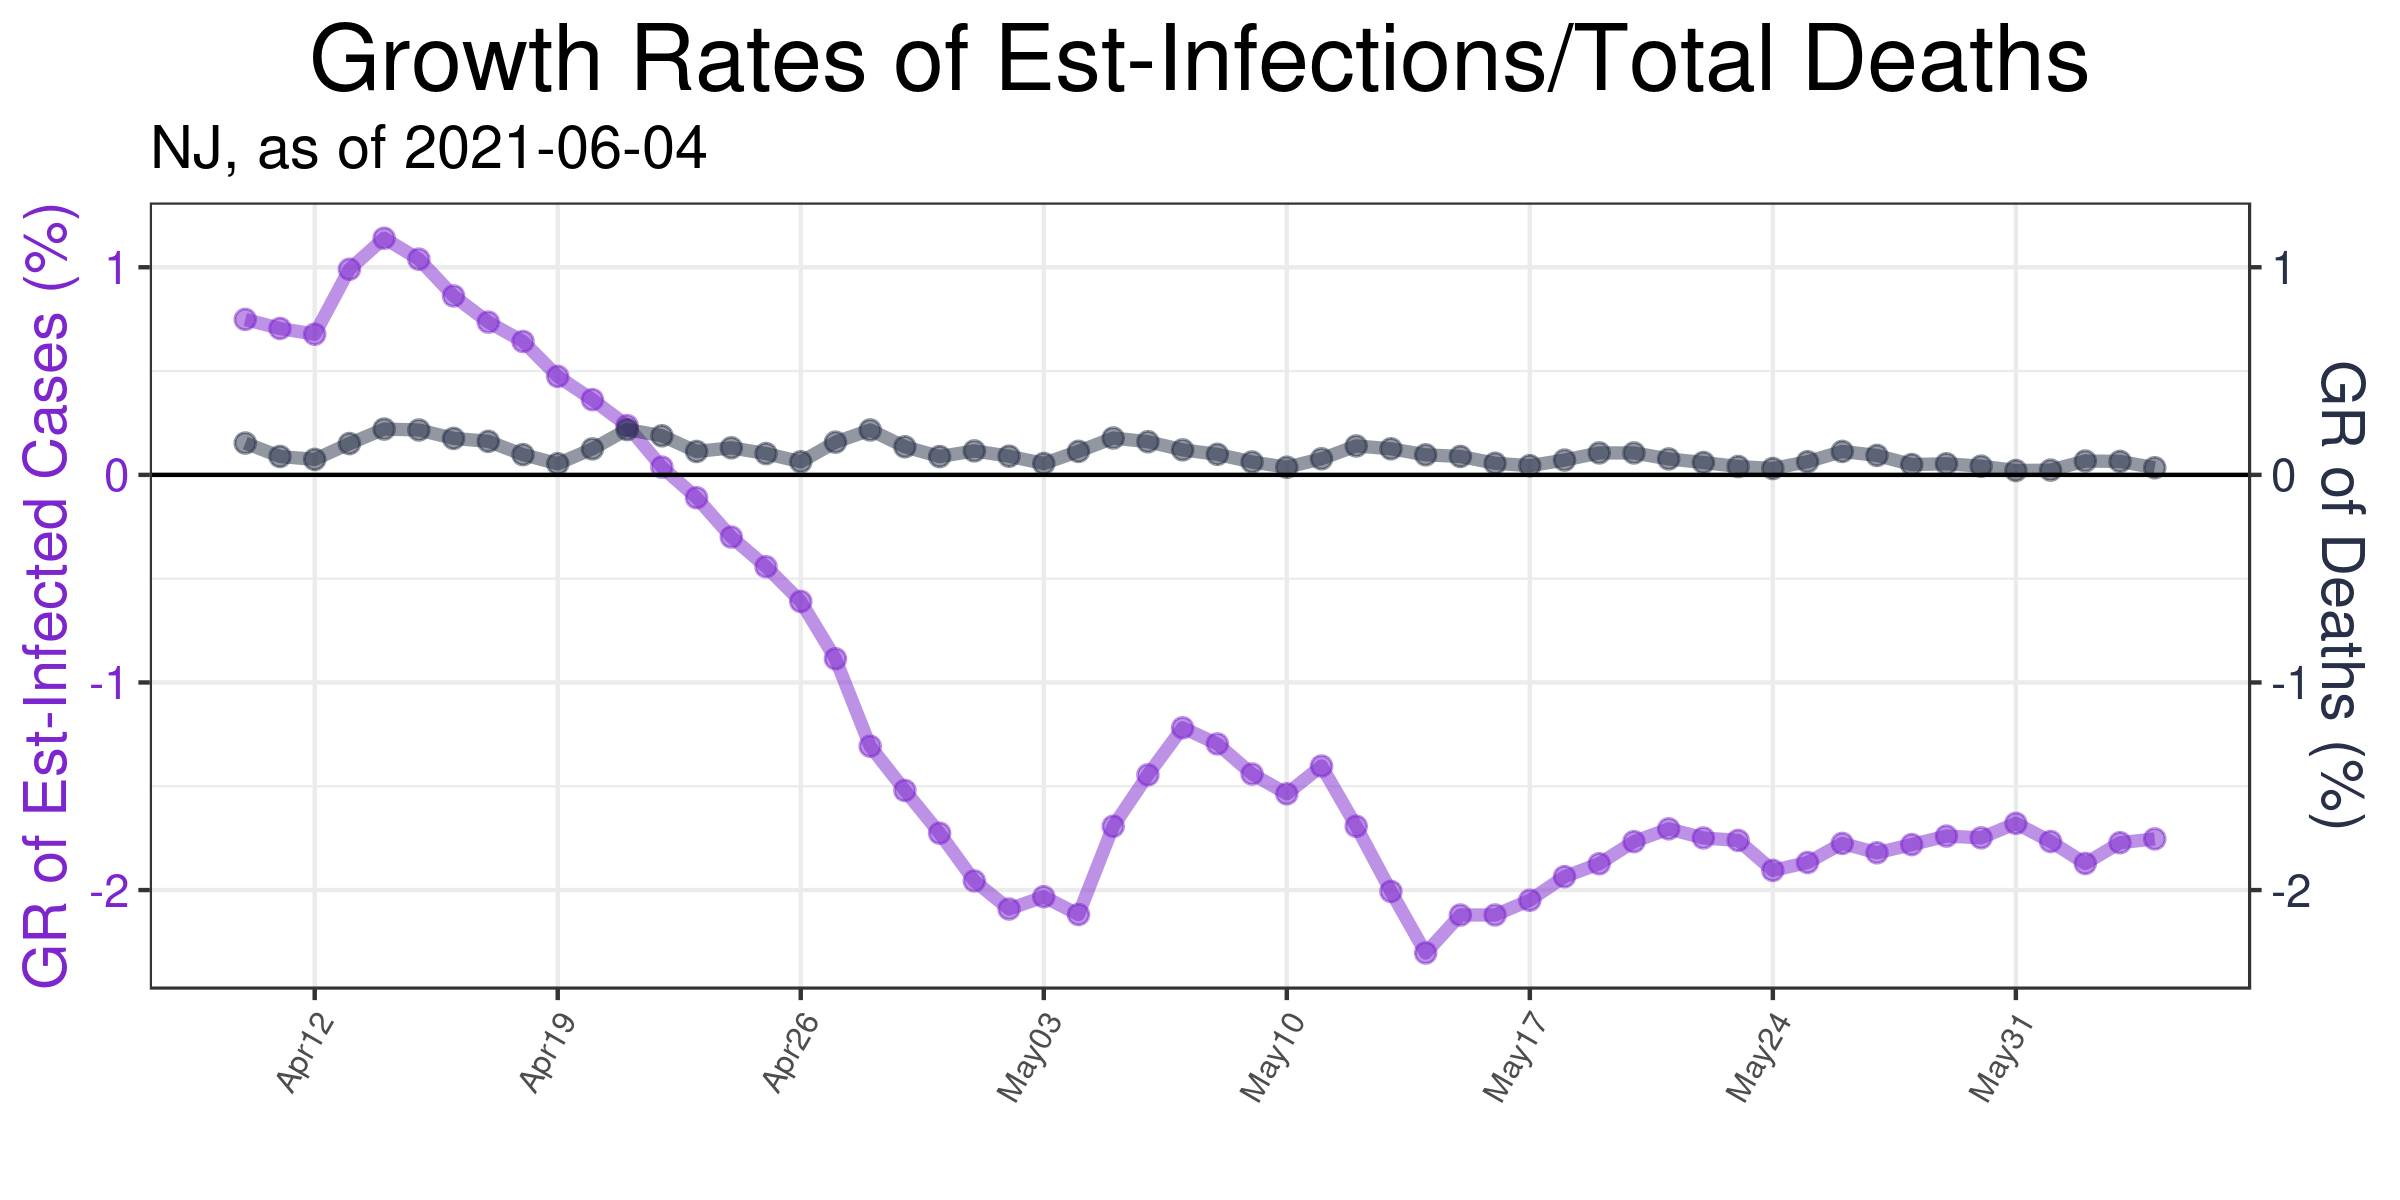 Growth Rates of Est-Infections/Total Deaths
NJ, as of 2021-06-04
GR of Est-Infected Cases (%)
1
0
-1
-2
1
0
-1
-2
GR of Deaths (%)
Apr12
Apr19
Apr26
May03
May10
May17
May24
May31